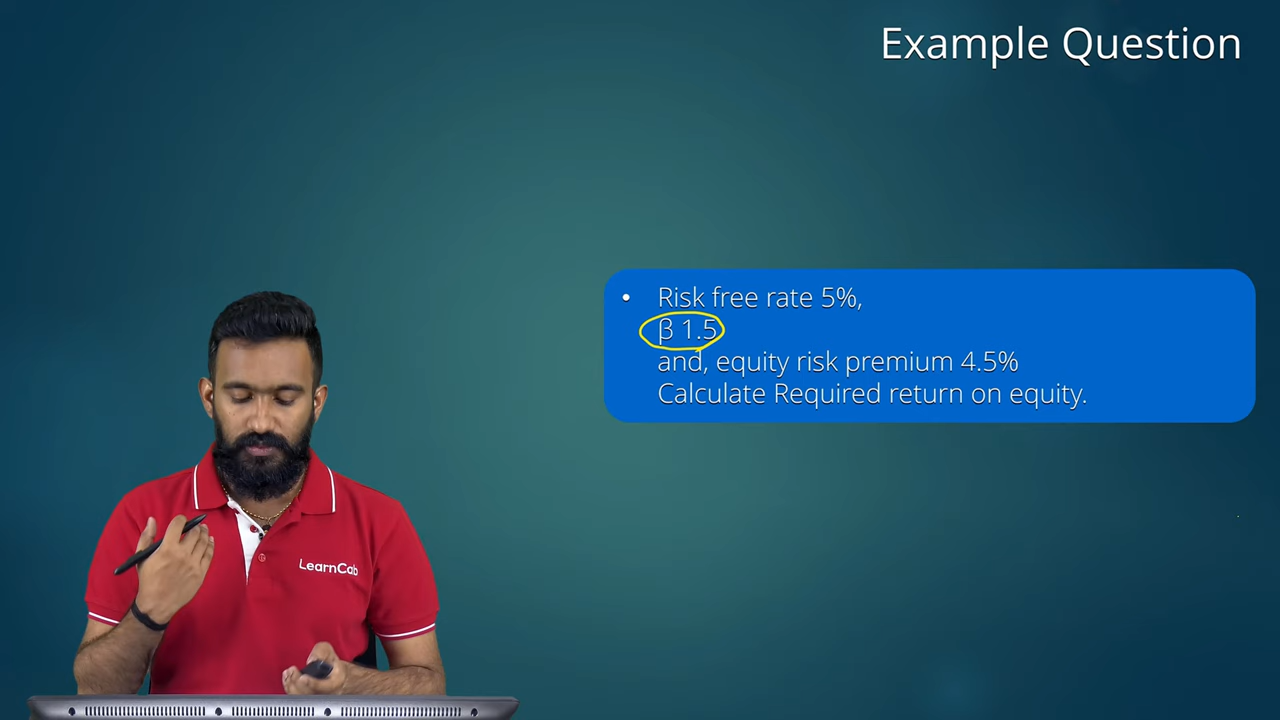 Example Question
• Risk free rate 5%,
β 1.5
and, equity risk premium 4.5%
Calculate Required return on equity.
LearnCab